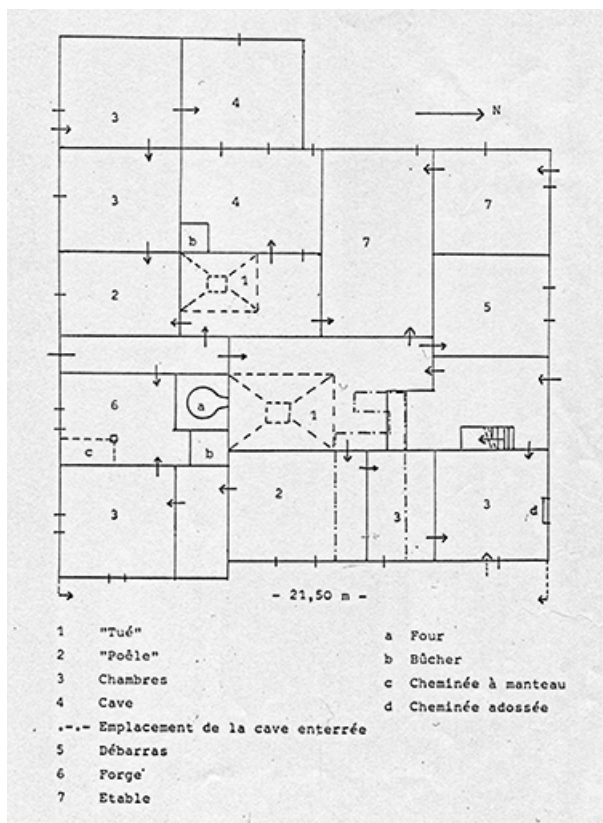 3
4
N
3
4
7
7
b
2
1
5
6
a
1
c
b
3
2
3
3
d
- 21,50 m -
1 "Tué"
2 "Poêle"
3 Chambres
4 Cave
.-.- Emplacement de la cave enterrée
5 Débarras
6 Forge
7 Etable
a Four
b Bûcher
c Cheminée à manteau
d Cheminée adossée